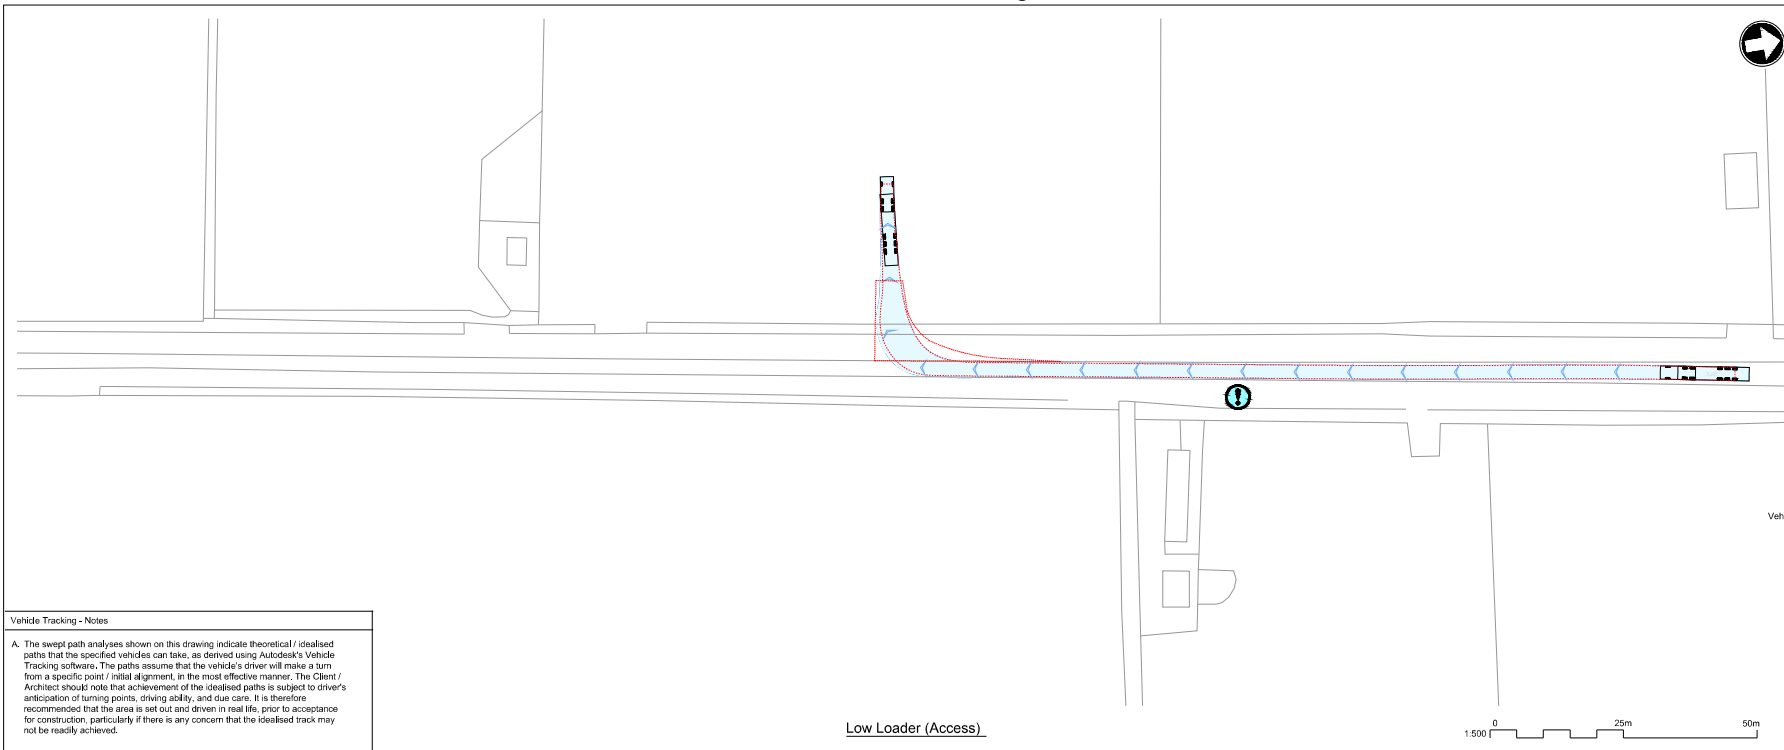 Veh
Vehicle Tracking - Notes
A. The swept path analyses shown on this drawing indicate theoretical / idealised
paths that the specified vehicles can take, as derived using Autodesk's Vehicle
Tracking software. The paths assume that the vehicle's driver will make a turn
from a specific point / initial alignment, in the most effective manner. The Client /
Architect should note that achievement of the idealised paths is subject to driver's
anticipation of turning points, driving ability, and due care. It is therefore
recommended that the area is set out and driven in real life, prior to acceptance
for construction, particularly if there is any concern that the idealised track may
not be readily achieved.
Low Loader (Access)
0 25m 50m
1:500